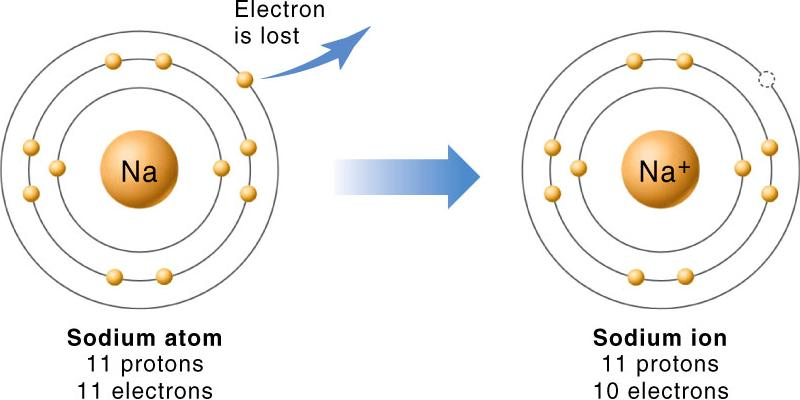 Electron
is lost
Na
Na⁺
Sodium atom
11 protons
11 electrons
Sodium ion
11 protons
10 electrons